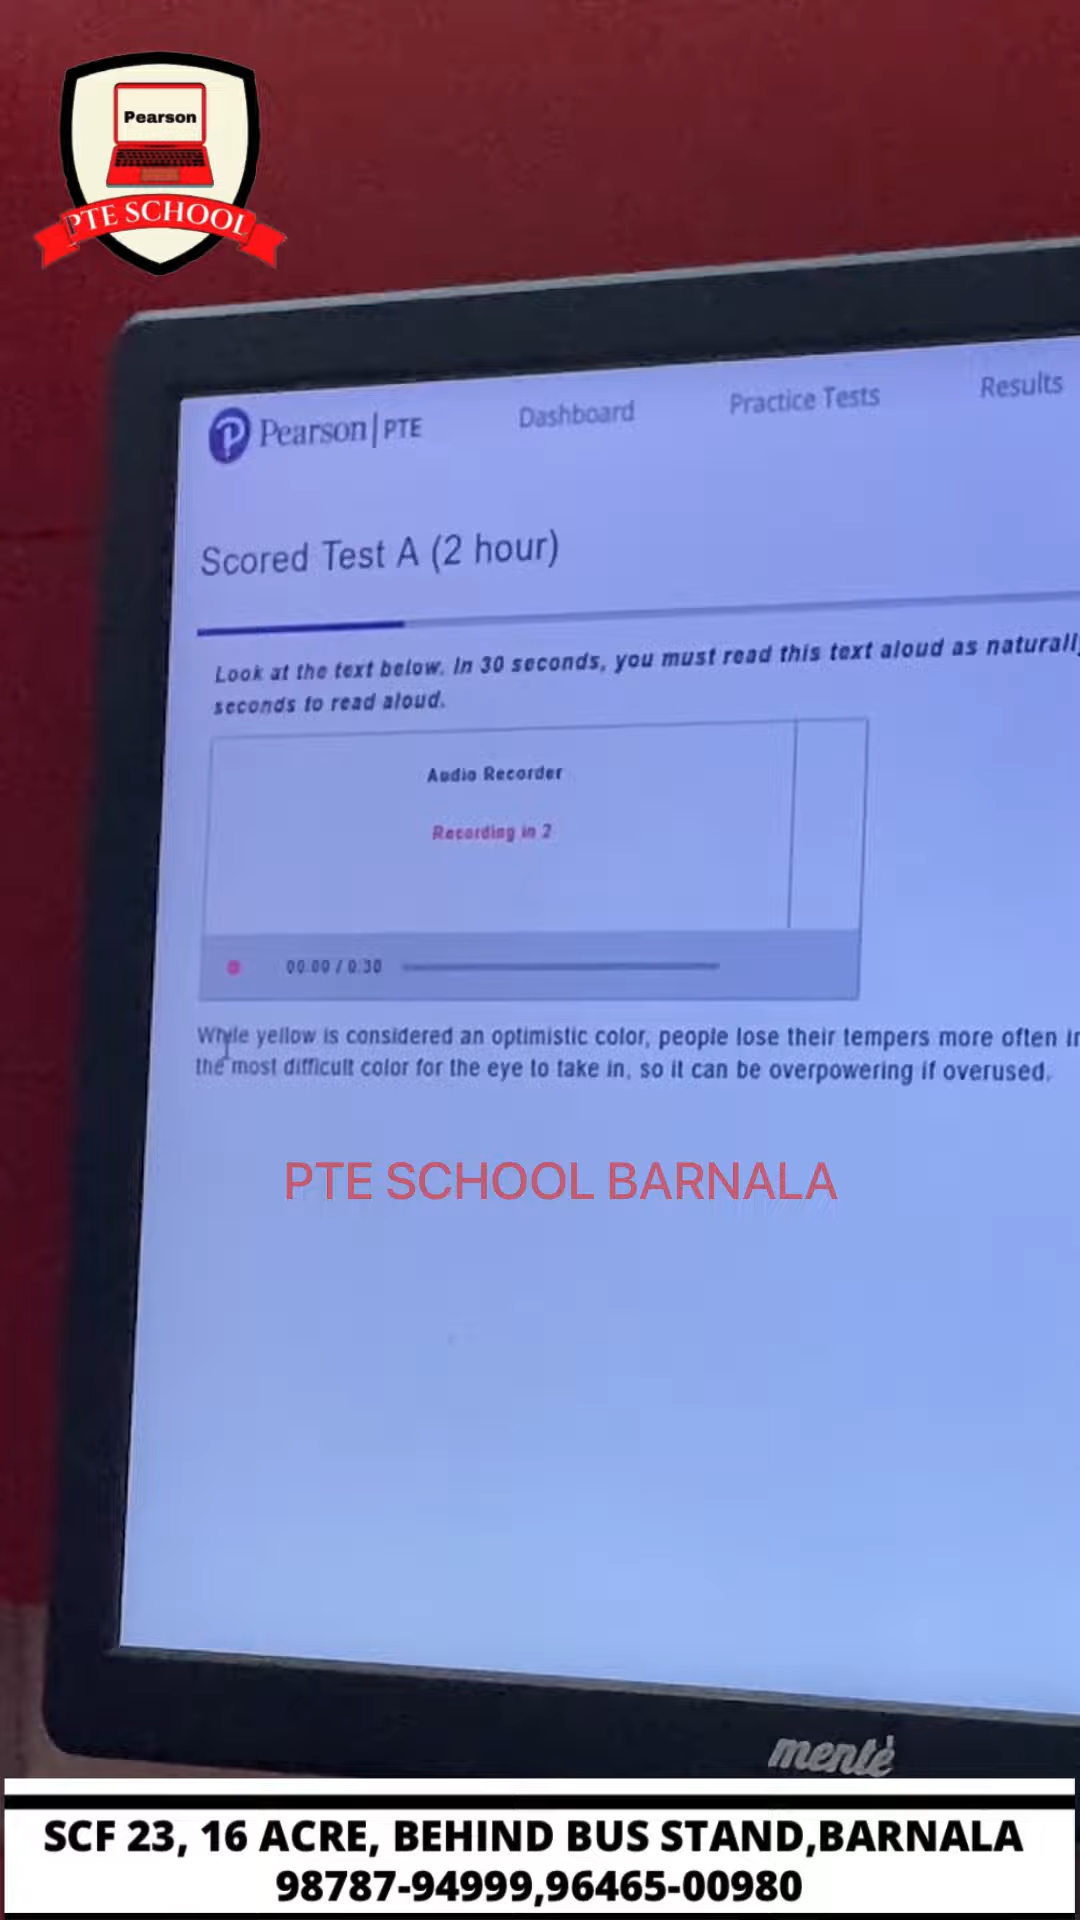 Pearson
PTE SCHOOL
Pearson | PTE
Dashboard
Practice Tests
Results
Scored Test A (2 hour)
Look at the text below. In 30 seconds, you must read this text aloud as naturally
seconds to read aloud.
Audio Recorder
Recording in 2
00:00 / 0:30
While yellow is considered an optimistic color, people lose their tempers more often in
the most difficult color for the eye to take in, so it can be overpowering if overused.
PTE SCHOOL BARNALA
mentè
SCF 23, 16 ACRE, BEHIND BUS STAND,BARNALA
98787-94999,96465-00980